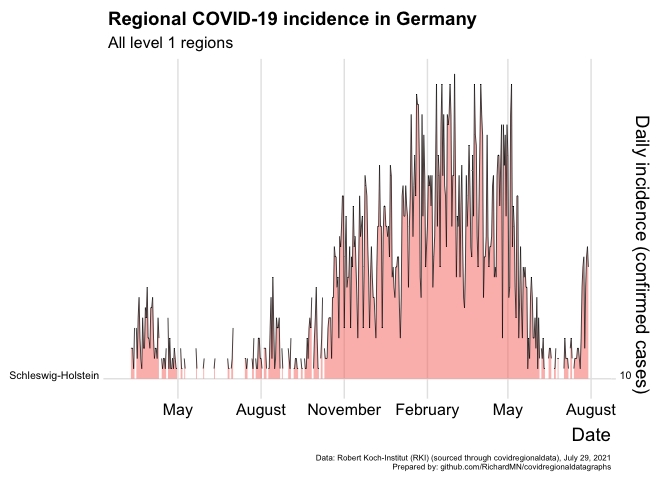 Regional COVID-19 incidence in Germany
All level 1 regions
Daily incidence (confirmed cases)
Schleswig-Holstein
10
May August November February May August
Date
Data: Robert Koch-Institut (RKI) (sourced through covidregionaldata), July 29, 2021
Prepared by: github.com/RichardMN/covidregionaldatagraphs